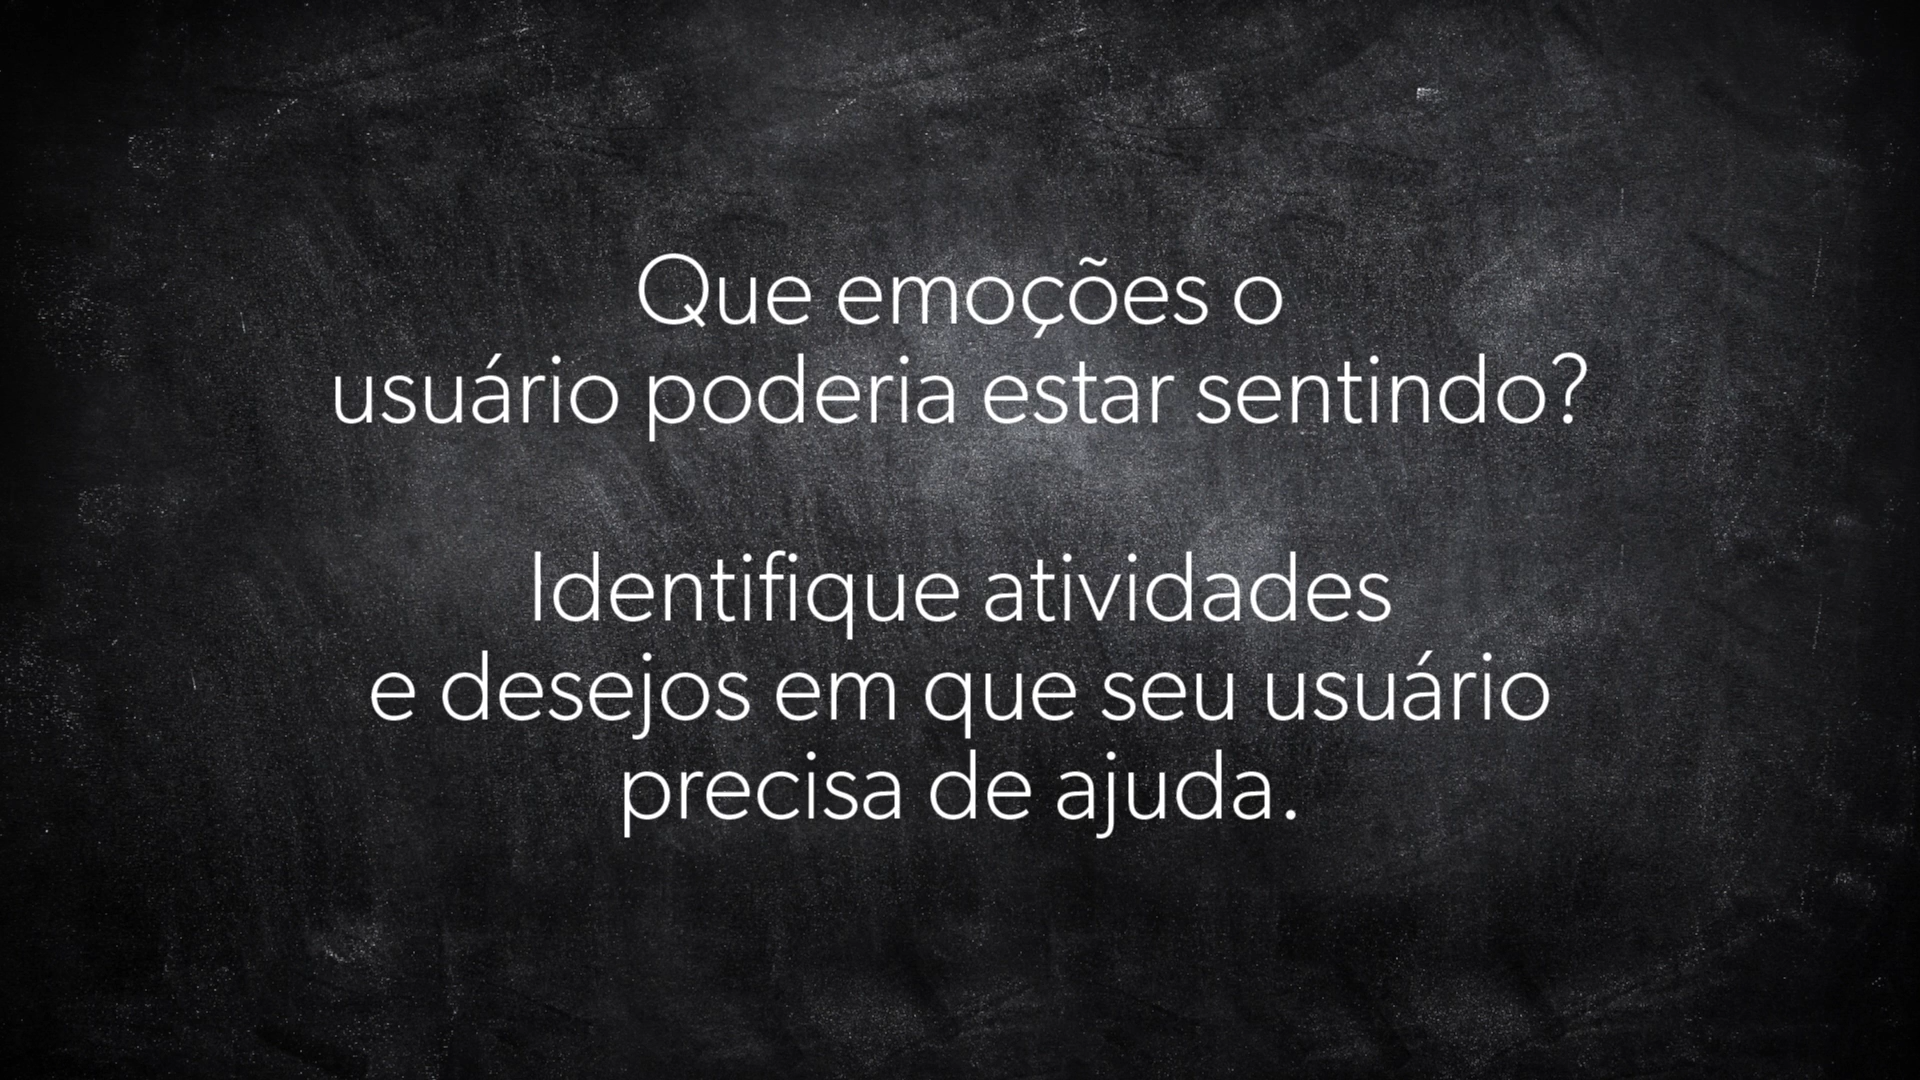 Que emoções o
usuário poderia estar sentindo?
Identifique atividades
e desejos em que seu usuário
precisa de ajuda.